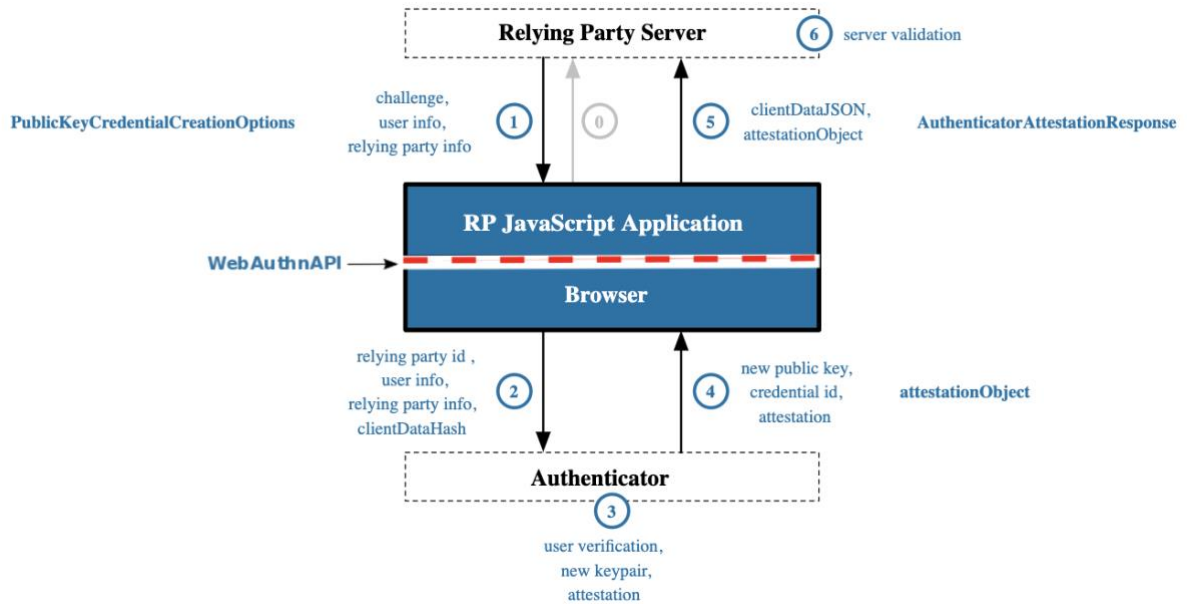 Relying Party Server
6 server validation
PublicKeyCredentialCreationOptions
challenge,
user info,
relying party info
1
0
5
clientDataJSON,
attestationObject
AuthenticatorAttestationResponse
RP JavaScript Application
WebAuthnAPI
Browser
relying party id ,
user info,
relying party info,
clientDataHash
2
4
new public key,
credential id,
attestation
attestationObject
Authenticator
3
user verification,
new keypair,
attestation